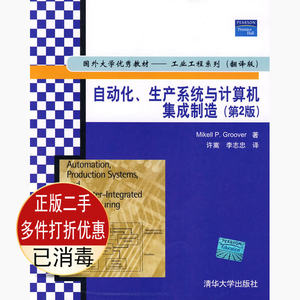 PEARSON
Prentice
Hall
国外大学优秀教材——工业工程系列(翻译版)
自动化、生产系统与计算机
集成制造(第2版)
Mikell P. Groover 著
许嵩 李志忠 译
Automation,
Production Systems,
and
Computer-Integrated
Manufacturing
正版二手
多件打折优惠
已消毒
清华大学出版社